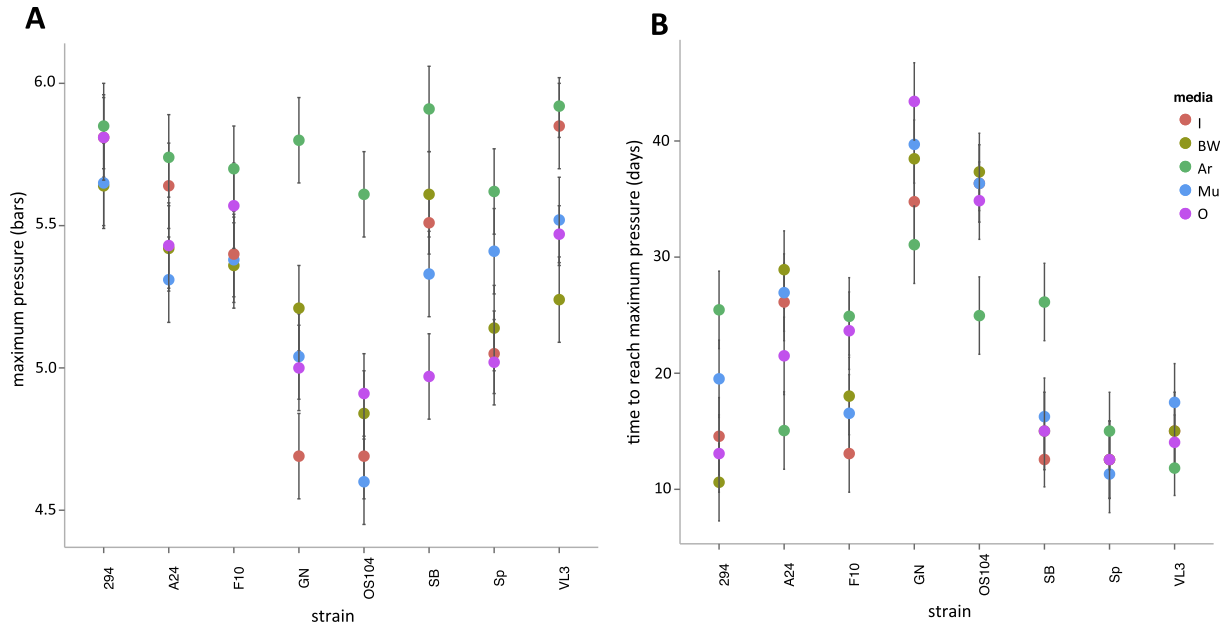 A
maximum pressure (bars)
6.0
5.5
5.0
4.5
294
A24
F10
GN
OS104
SB
Sp
VL3
strain
B
time to reach maximum pressure (days)
40
30
20
10
294
A24
F10
GN
OS104
SB
Sp
VL3
strain
media
I
BW
Ar
Mu
O